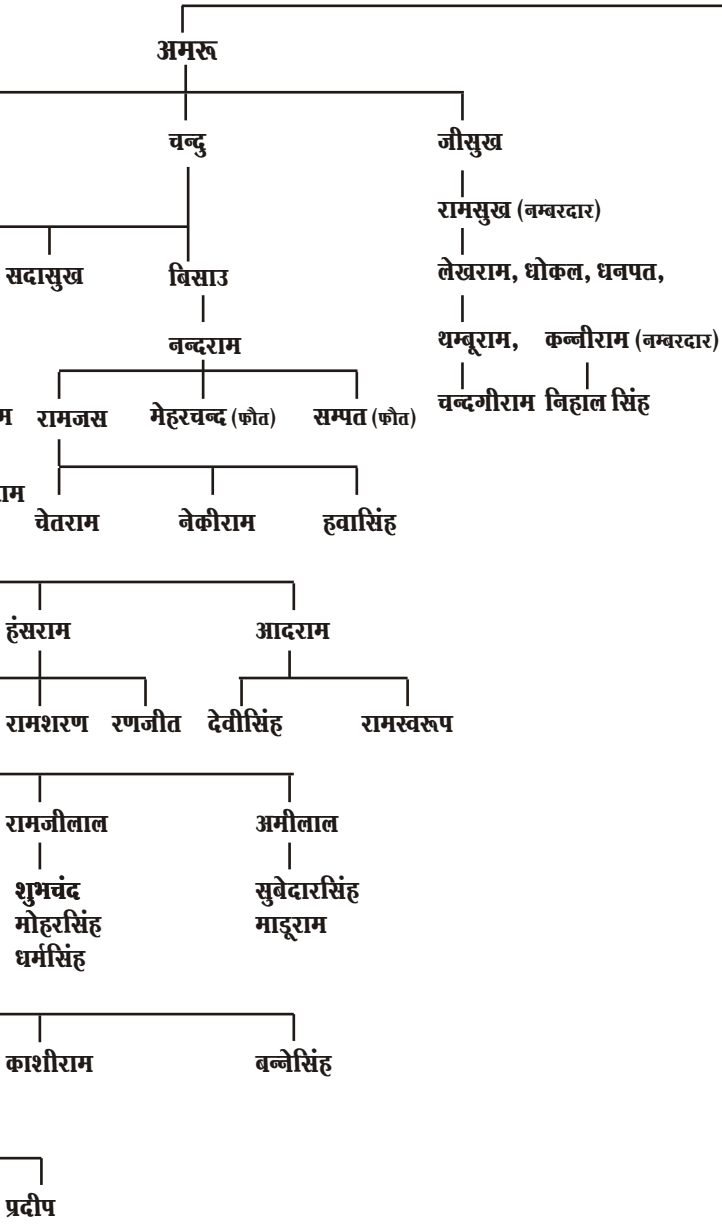 अमरू
चन्दु जीसुख
रामसुख (नम्बरदार)
सदासुख बिसाउ लेखराम, धोकल, धनपत,
नन्दराम थम्बूराम, कन्नीराम (नम्बरदार)
म रामजस मेहरचन्द (फौत) सम्पत (फौत) चन्दगीराम निहाल सिंह
ाम
चेतराम नेकीराम हवासिंह
हंसराम आदराम
रामशरण रणजीत देवीसिंह रामस्वरूप
रामजीलाल अमीलाल
शुभचंद सुबेदारसिंह
मोहरसिंह माडूराम
धर्मसिंह
काशीराम बन्नेसिंह
प्रदीप